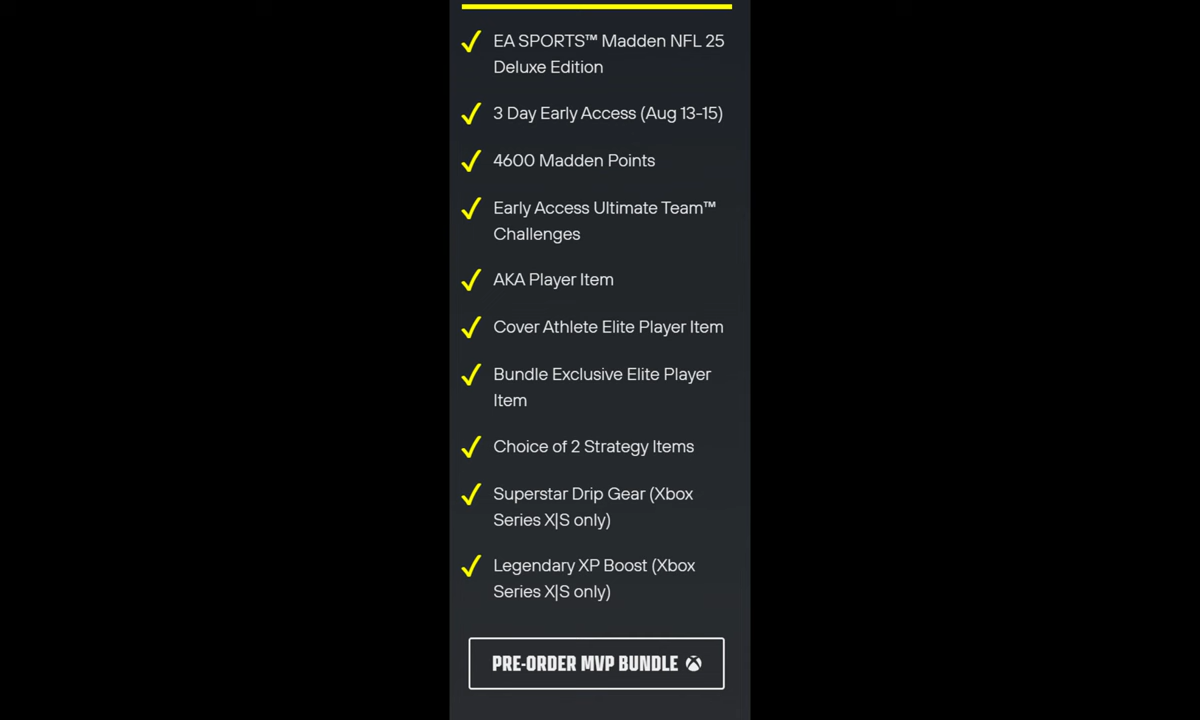 EA SPORTS™ Madden NFL 25
Deluxe Edition
3 Day Early Access (Aug 13-15)
4600 Madden Points
Early Access Ultimate Team™
Challenges
AKA Player Item
Cover Athlete Elite Player Item
Bundle Exclusive Elite Player
Item
Choice of 2 Strategy Items
Superstar Drip Gear (Xbox
Series X|S only)
Legendary XP Boost (Xbox
Series X|S only)
PRE-ORDER MVP BUNDLE